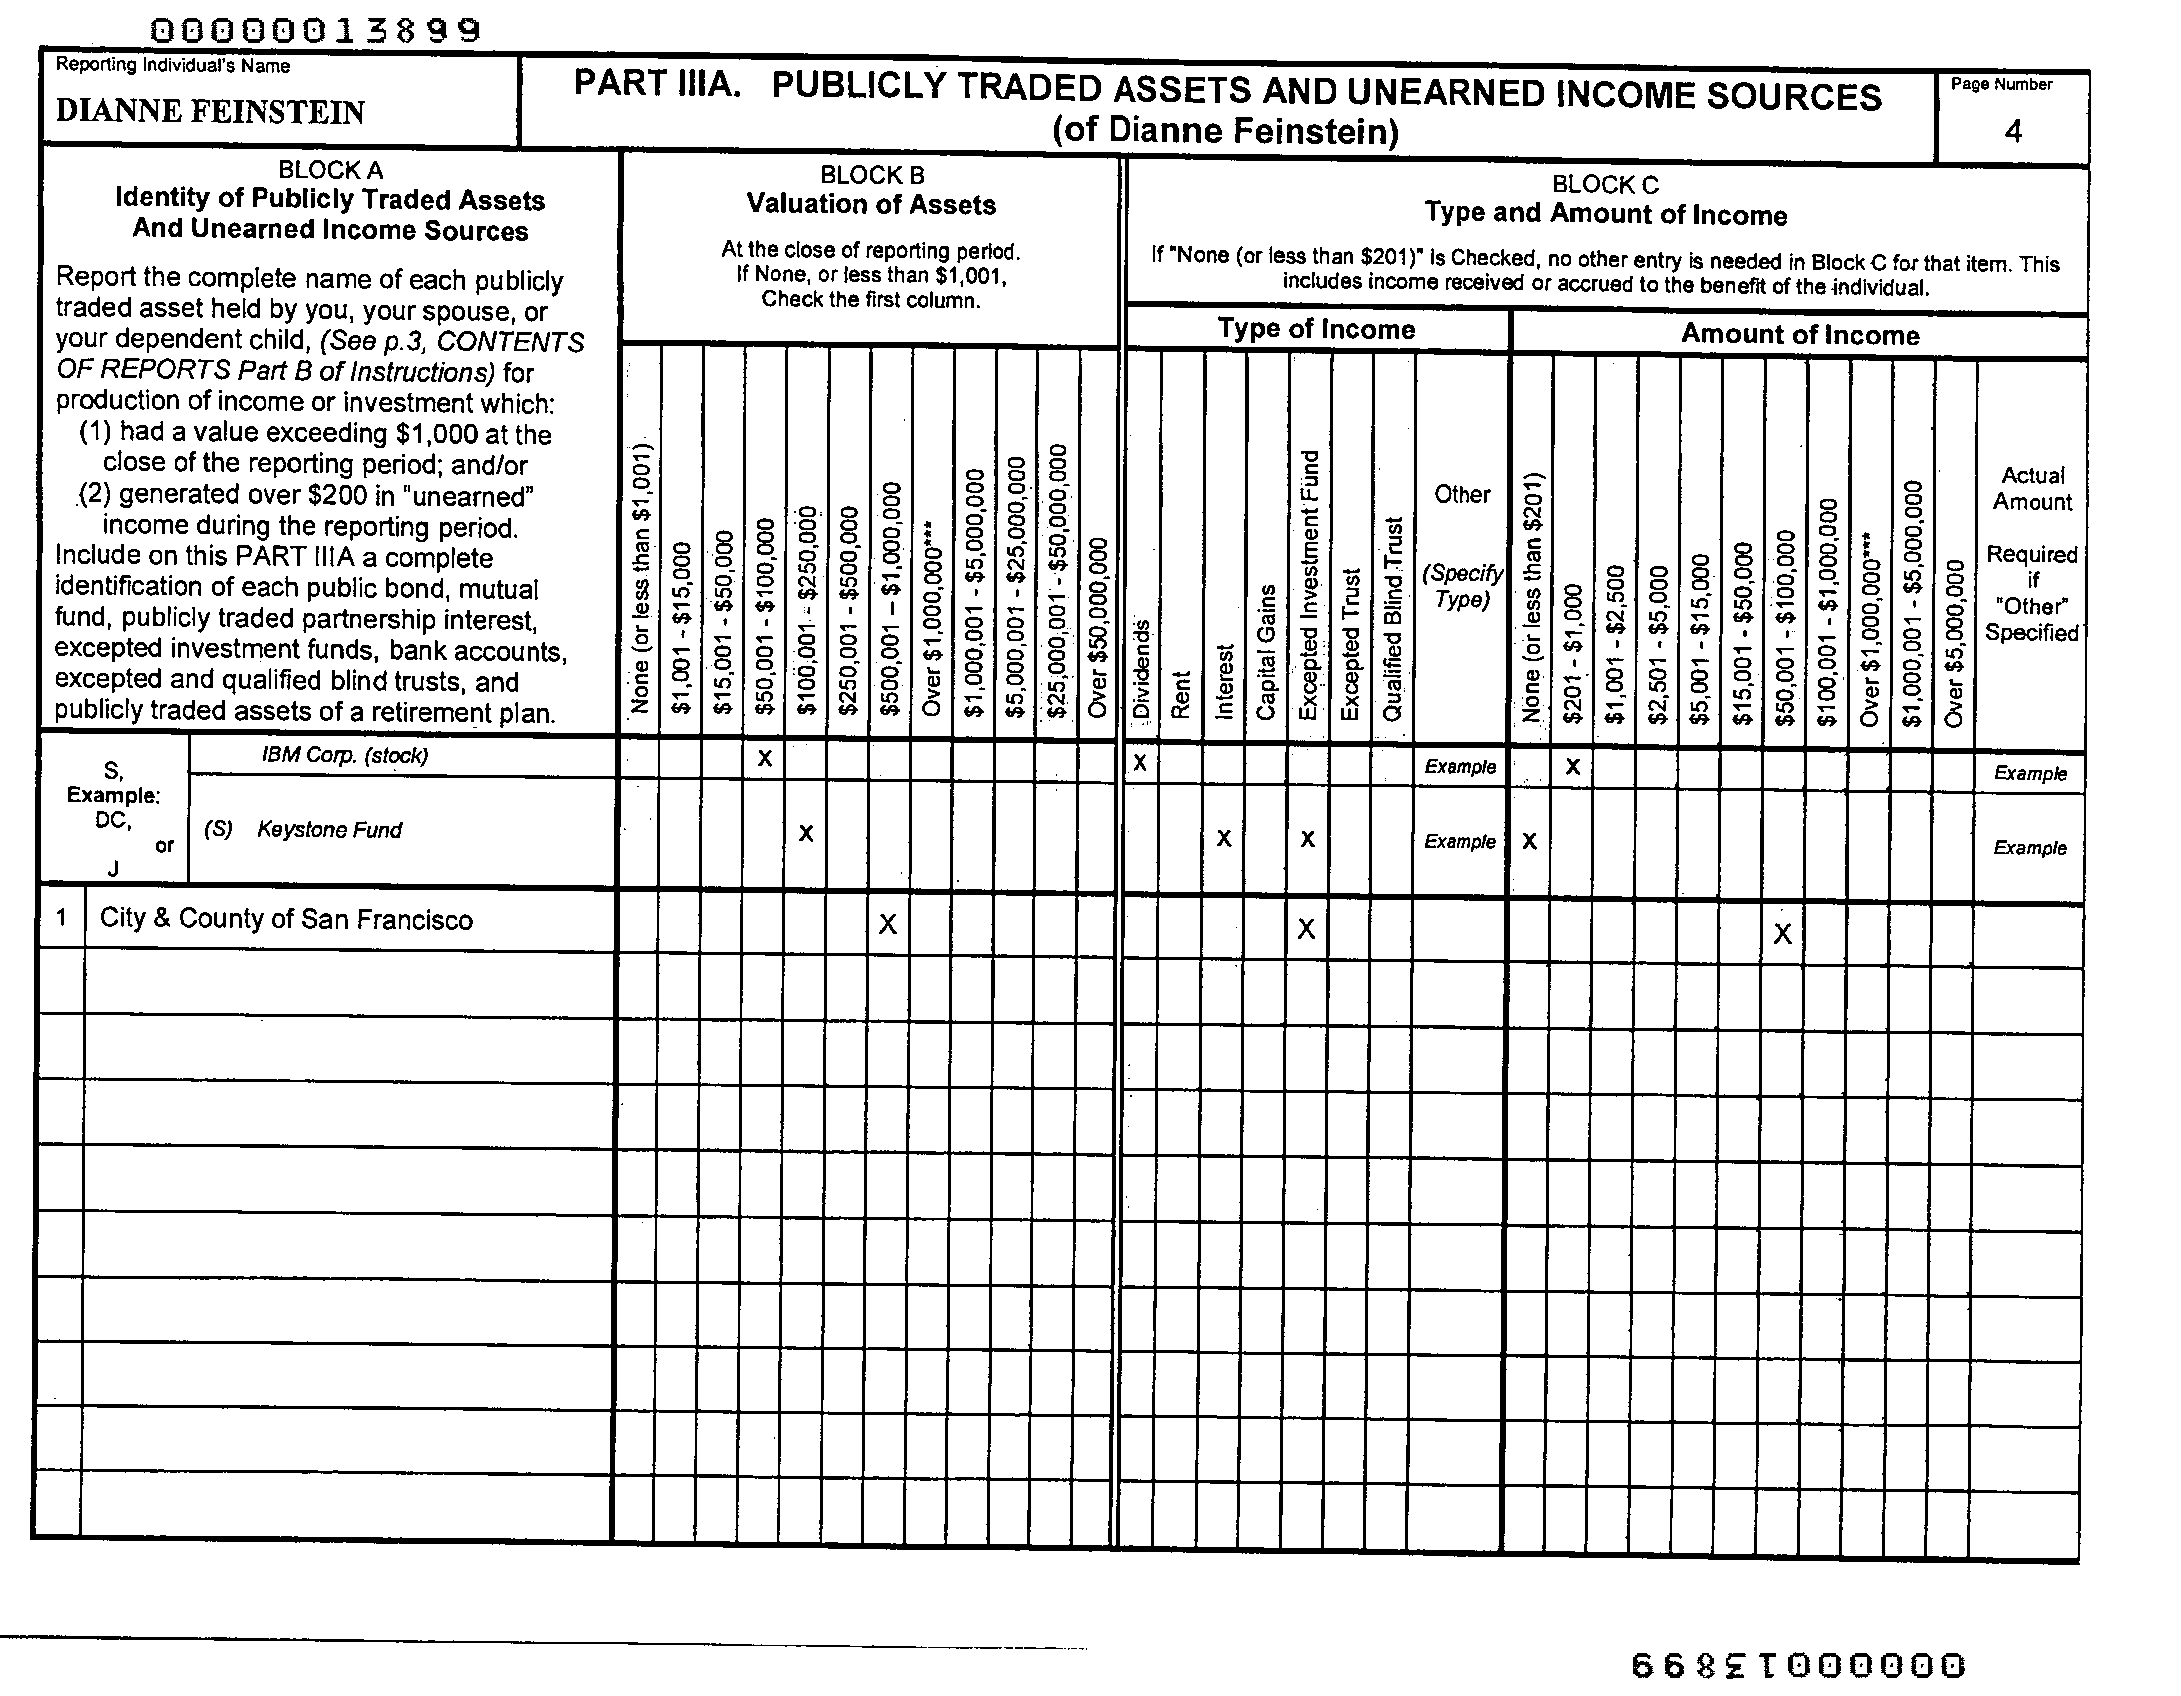 00000013899
Reporting Individual's Name
DIANNE FEINSTEIN
PART IIIA. PUBLICLY TRADED ASSETS AND UNEARNED INCOME SOURCES
(of Dianne Feinstein)
Page Number
4
BLOCK A
Identity of Publicly Traded Assets
And Unearned Income Sources
Report the complete name of each publicly
traded asset held by you, your spouse, or
your dependent child, (See p.3, CONTENTS
OF REPORTS Part B of Instructions) for
production of income or investment which:
(1) had a value exceeding $1,000 at the
close of the reporting period; and/or
(2) generated over $200 in "unearned"
income during the reporting period.
Include on this PART IIIA a complete
identification of each public bond, mutual
fund, publicly traded partnership interest,
excepted investment funds, bank accounts,
excepted and qualified blind trusts, and
publicly traded assets of a retirement plan.
BLOCK B
Valuation of Assets
At the close of reporting period.
If None, or less than $1,001,
Check the first column.
None (or less than $1,001)
$1,001 - $15,000
$15,001 - $50,000
$50,001 - $100,000
$100,001 - $250,000
$250,001 - $500,000
$500,001 – $1,000,000
Over $1,000,000***
$1,000,001 - $5,000,000
$5,000,001 - $25,000,000
$25,000,001 - $50,000,000
Over $50,000,000
BLOCK C
Type and Amount of Income
If "None (or less than $201)" is Checked, no other entry is needed in Block C for that item. This
includes income received or accrued to the benefit of the individual.
Type of Income
Dividends
Rent
Interest
Capital Gains
Excepted Investment Fund
Excepted Trust
Qualified Blind Trust
Other
(Specify
Type)
Amount of Income
None (or less than $201)
$201 - $1,000
$1,001 - $2,500
$2,501 - $5,000
$5,001 - $15,000
$15,001 - $50,000
$50,001 - $100,000
$100,001 - $1,000,000
Over $1,000,000***
$1,000,001 - $5,000,000
Over $5,000,000
Actual
Amount
Required
if
"Other"
Specified
S,
Example:
DC,
or
J
IBM Corp. (stock) X X Example X Example
(S) Keystone Fund X X X Example X Example
1 City & County of San Francisco X X X
00000013899